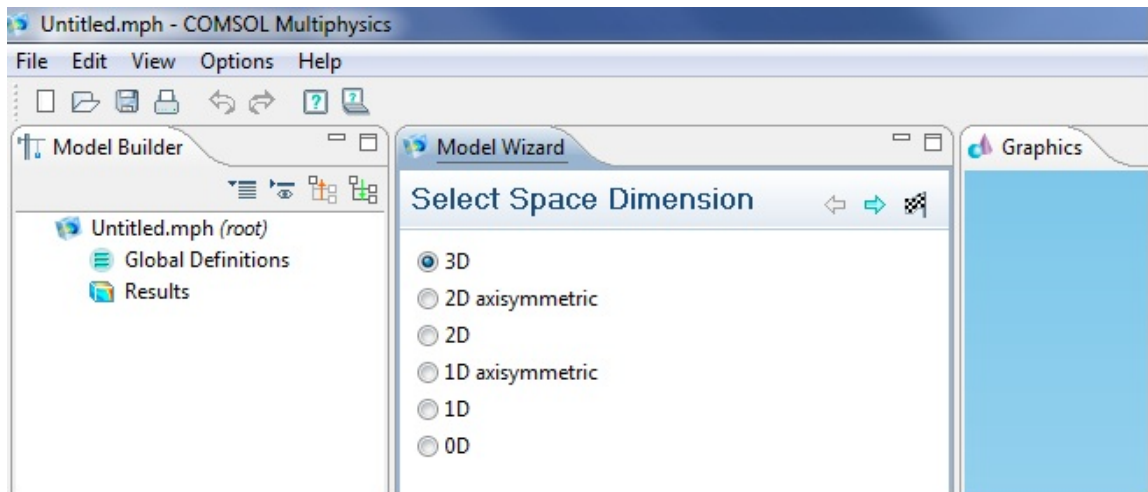 Untitled.mph - COMSOL Multiphysics
File Edit View Options Help
Model Builder
Untitled.mph (root)
Global Definitions
Results
Model Wizard
Select Space Dimension
3D
2D axisymmetric
2D
1D axisymmetric
1D
0D
Graphics